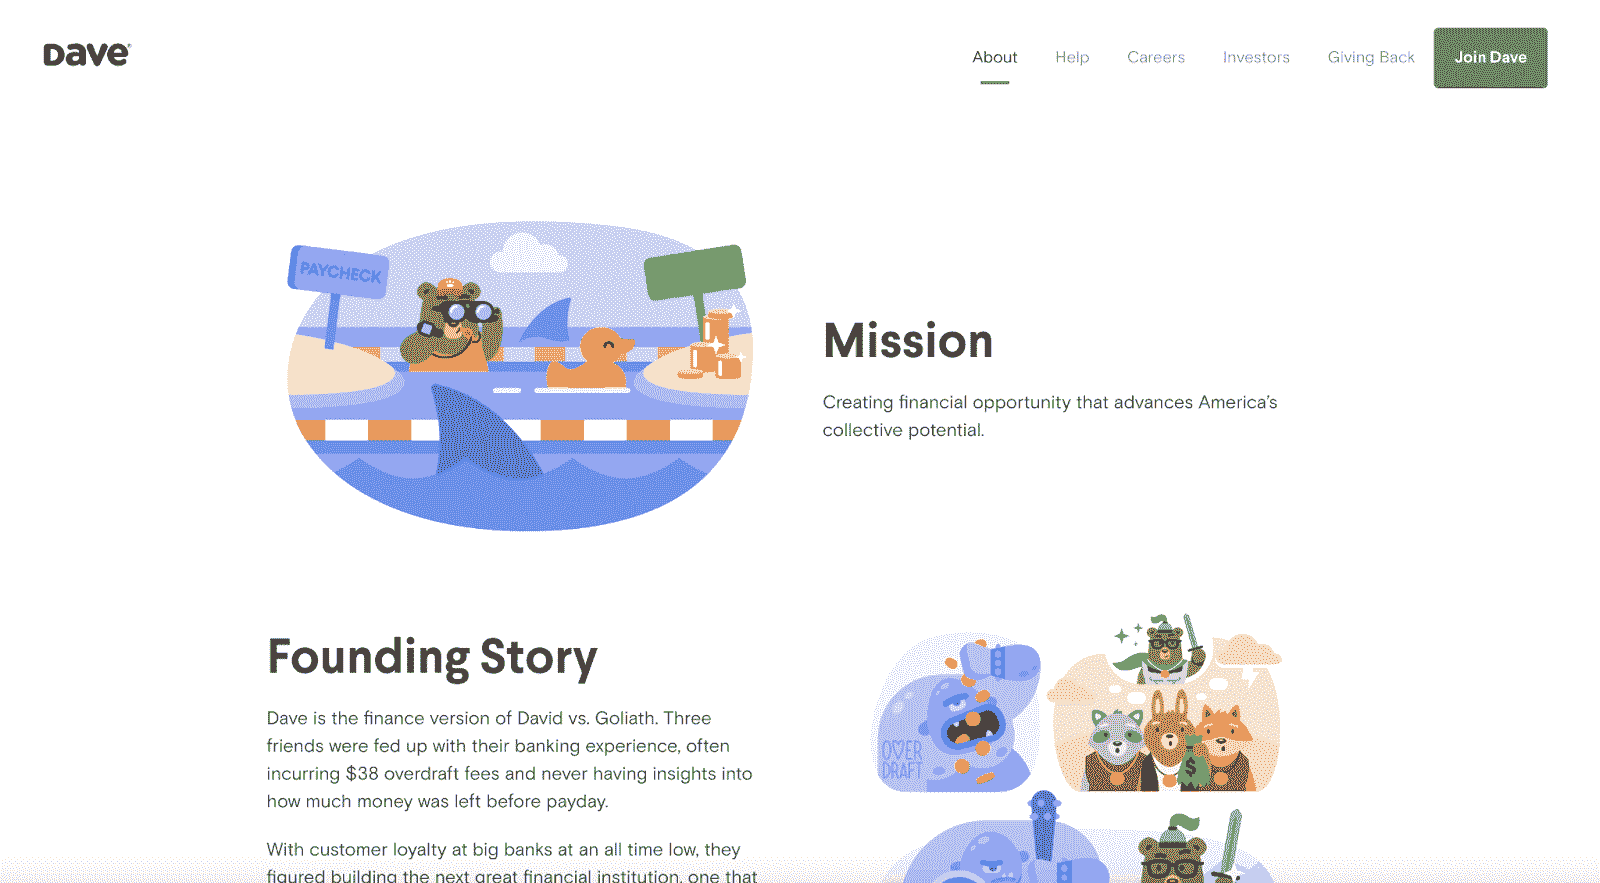 Dave
About Help Careers Investors Giving Back Join Dave
PAYCHECK
Mission
Creating financial opportunity that advances America's
collective potential.
Founding Story
Dave is the finance version of David vs. Goliath. Three
friends were fed up with their banking experience, often
incurring $38 overdraft fees and never having insights into
how much money was left before payday.
With customer loyalty at big banks at an all time low, they
figured building the next great financial institution, one that
OVER
DRAFT
$